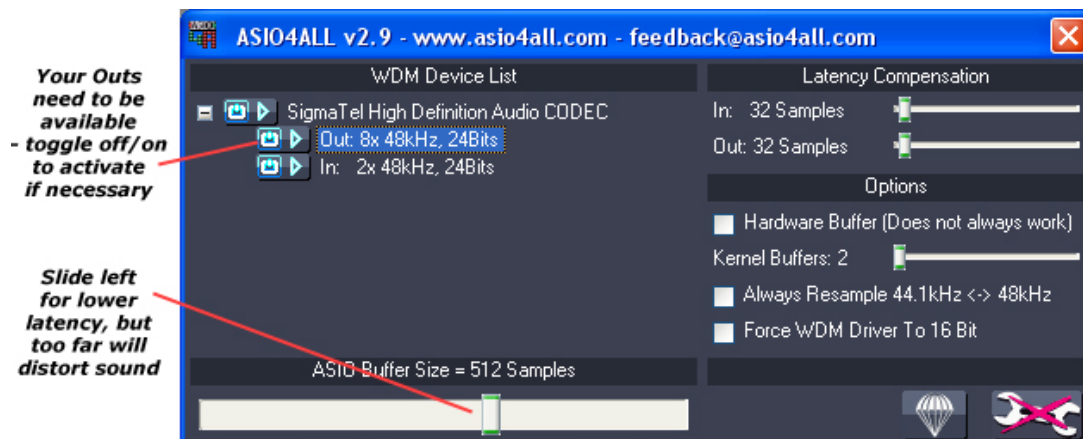 ASIO4ALL v2.9 - www.asio4all.com - feedback@asio4all.com
Your Outs
need to be
available
- toggle off/on
to activate
if necessary
WDM Device List
SigmaTel High Definition Audio CODEC
Out: 8x 48kHz, 24Bits
In: 2x 48kHz, 24Bits
Slide left
for lower
latency, but
too far will
distort sound
ASIO Buffer Size = 512 Samples
Latency Compensation
In: 32 Samples
Out: 32 Samples
Options
Hardware Buffer (Does not always work)
Kernel Buffers: 2
Always Resample 44.1kHz <-> 48kHz
Force WDM Driver To 16 Bit